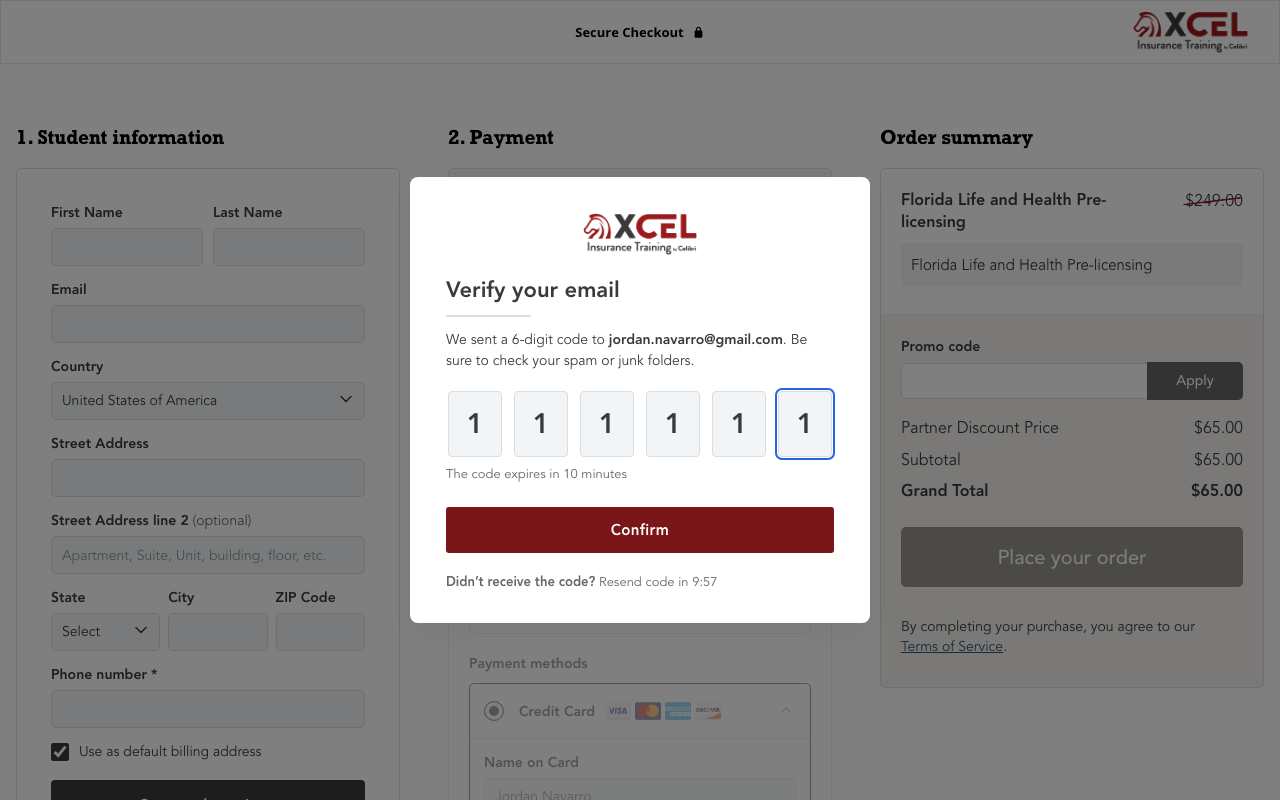 Secure Checkout
XCEL
Insurance Training by Colibri
1. Student information
First Name
Last Name
Email
Country
United States of America
Street Address
Street Address line 2 (optional)
Apartment, Suite, Unit, building, floor, etc.
State
City
ZIP Code
Select
Phone number *
Use as default billing address
2. Payment
Payment methods
Credit Card
VISA
DISCOVER
Name on Card
Jordan Navarro
XCEL
Insurance Training by Colibri
Verify your email
We sent a 6-digit code to jordan.navarro@gmail.com. Be
sure to check your spam or junk folders.
1 1 1 1 1 1
The code expires in 10 minutes
Confirm
Didn’t receive the code? Resend code in 9:57
Order summary
Florida Life and Health Pre-
licensing
$249.00
Florida Life and Health Pre-licensing
Promo code
Apply
Partner Discount Price $65.00
Subtotal $65.00
Grand Total $65.00
Place your order
By completing your purchase, you agree to our
Terms of Service.